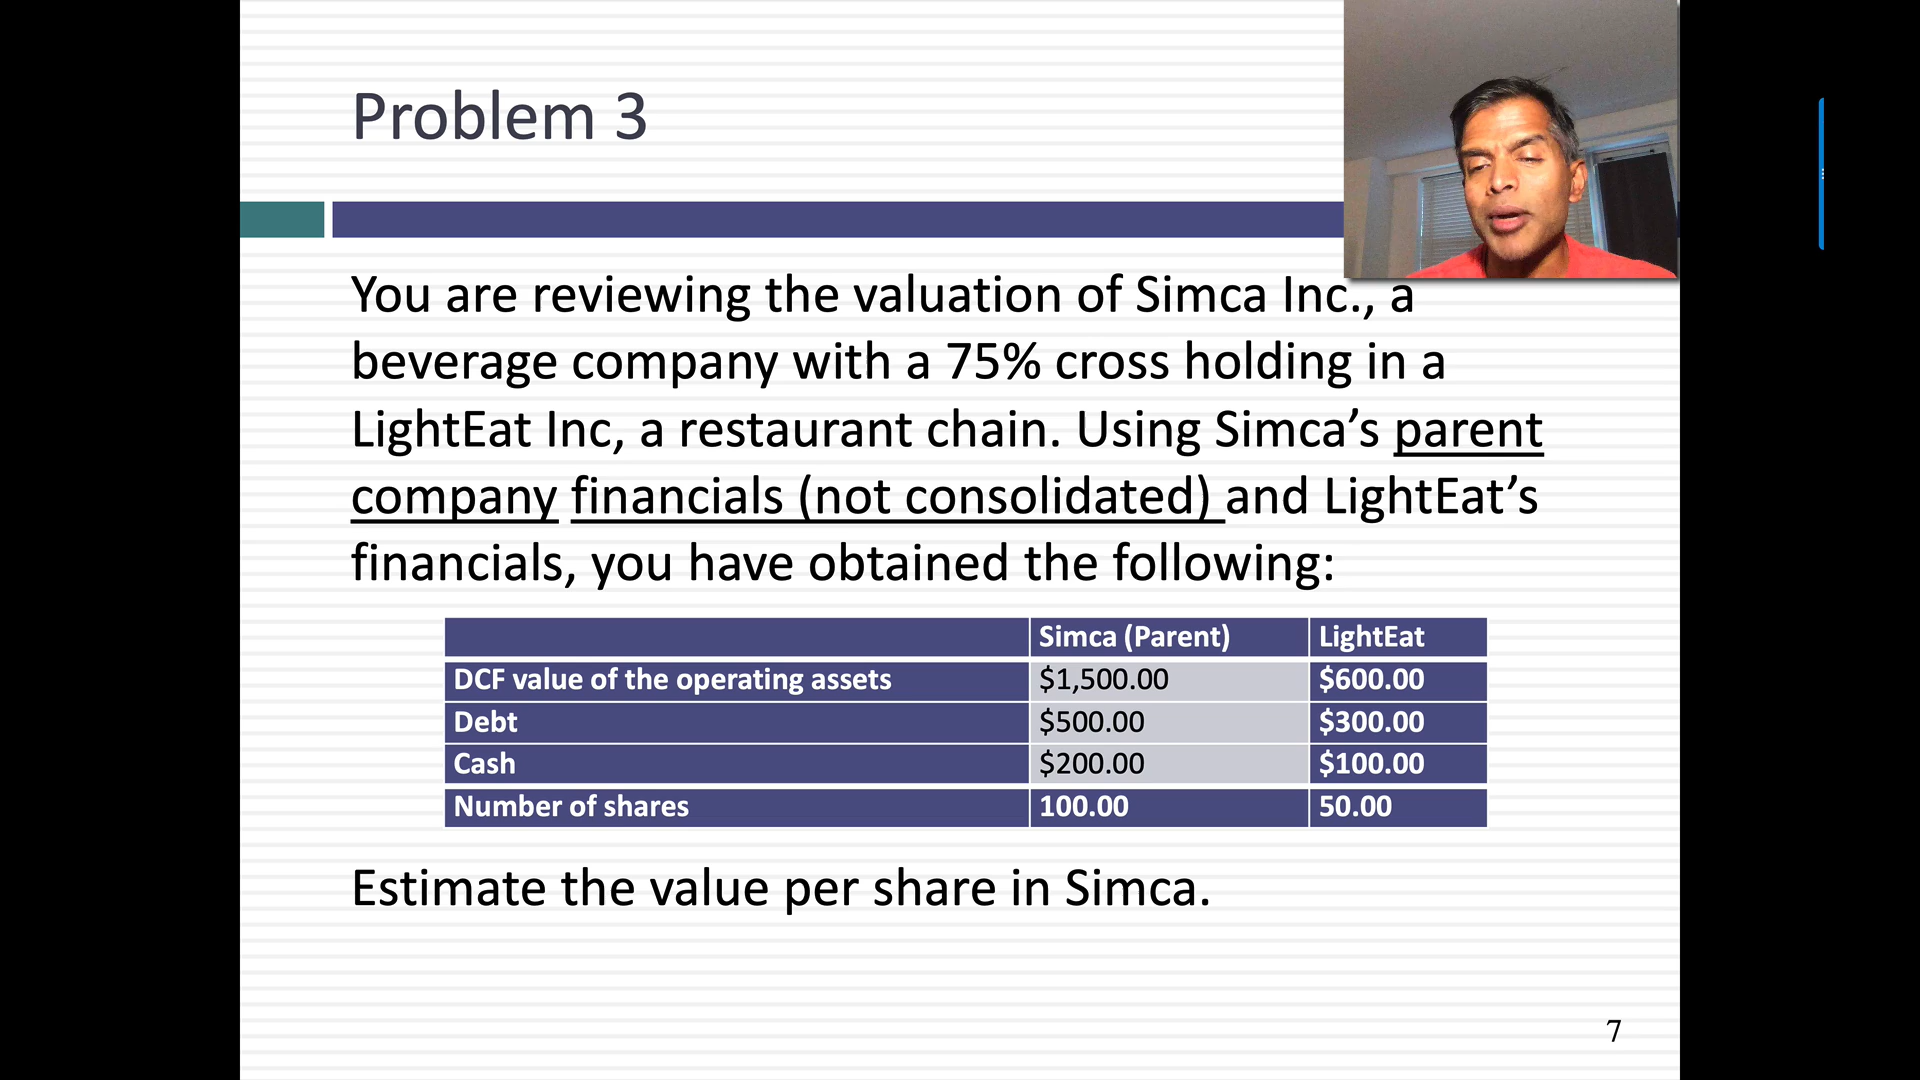 Problem 3
You are reviewing the valuation of Simca Inc., a
beverage company with a 75% cross holding in a
LightEat Inc, a restaurant chain. Using Simca’s parent
company financials (not consolidated) and LightEat’s
financials, you have obtained the following:
Simca (Parent) LightEat
DCF value of the operating assets $1,500.00 $600.00
Debt $500.00 $300.00
Cash $200.00 $100.00
Number of shares 100.00 50.00
Estimate the value per share in Simca.
7